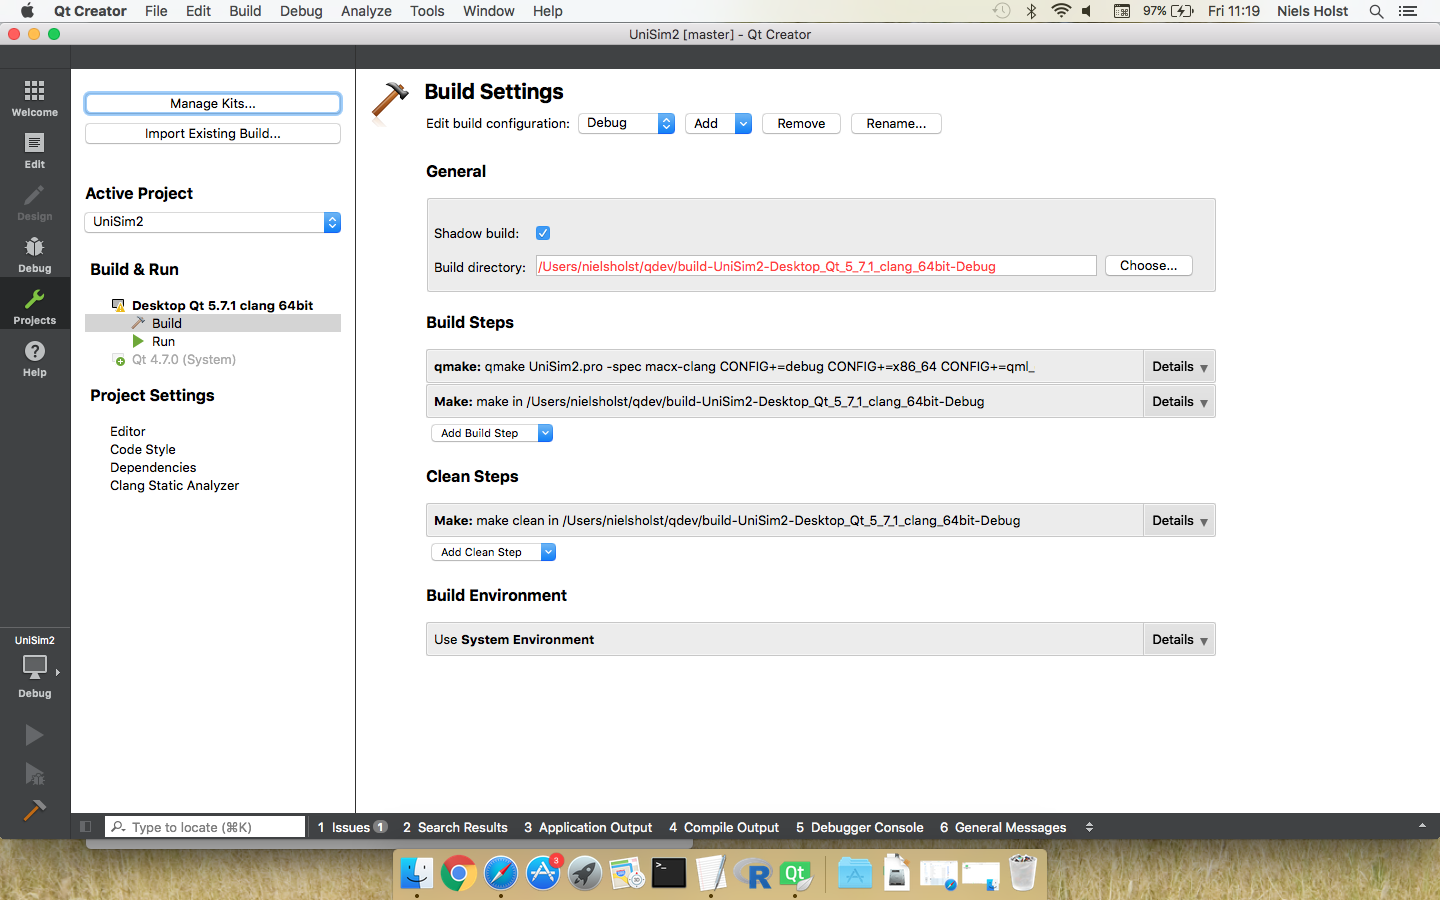 Qt Creator File Edit Build Debug Analyze Tools Window Help 97% Fri 11:19 Niels Holst
UniSim2 [master] - Qt Creator
Welcome
Edit
Design
Debug
Projects
Help
UniSim2
Debug
Manage Kits...
Import Existing Build...
Active Project
UniSim2
Build & Run
Desktop Qt 5.7.1 clang 64bit
Build
Run
Qt 4.7.0 (System)
Project Settings
Editor
Code Style
Dependencies
Clang Static Analyzer
Build Settings
Edit build configuration: Debug Add Remove Rename...
General
Shadow build:
Build directory: /Users/nielsholst/qdev/build-UniSim2-Desktop_Qt_5_7_1_clang_64bit-Debug Choose...
Build Steps
qmake: qmake UniSim2.pro -spec macx-clang CONFIG+=debug CONFIG+=x86_64 CONFIG+=qml_ Details
Make: make in /Users/nielsholst/qdev/build-UniSim2-Desktop_Qt_5_7_1_clang_64bit-Debug Details
Add Build Step
Clean Steps
Make: make clean in /Users/nielsholst/qdev/build-UniSim2-Desktop_Qt_5_7_1_clang_64bit-Debug Details
Add Clean Step
Build Environment
Use System Environment Details
Type to locate (⌘K) 1 Issues 1 2 Search Results 3 Application Output 4 Compile Output 5 Debugger Console 6 General Messages
3
>_
R
Qt